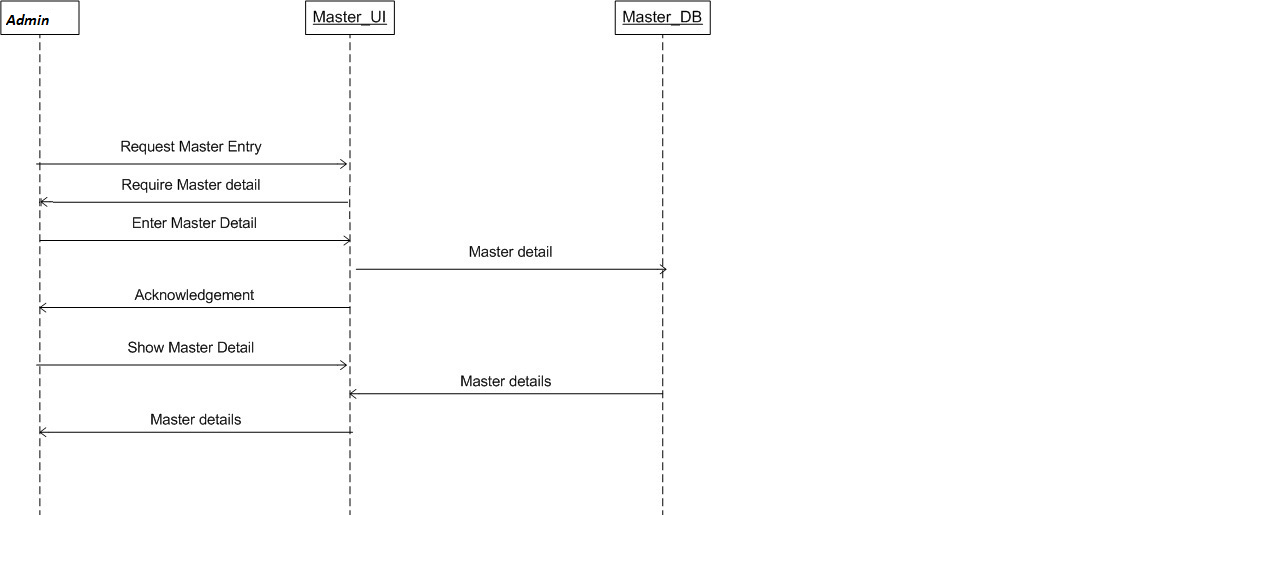 Admin
Master_UI
Master_DB
Request Master Entry
Require Master detail
Enter Master Detail
Master detail
Acknowledgement
Show Master Detail
Master details
Master details